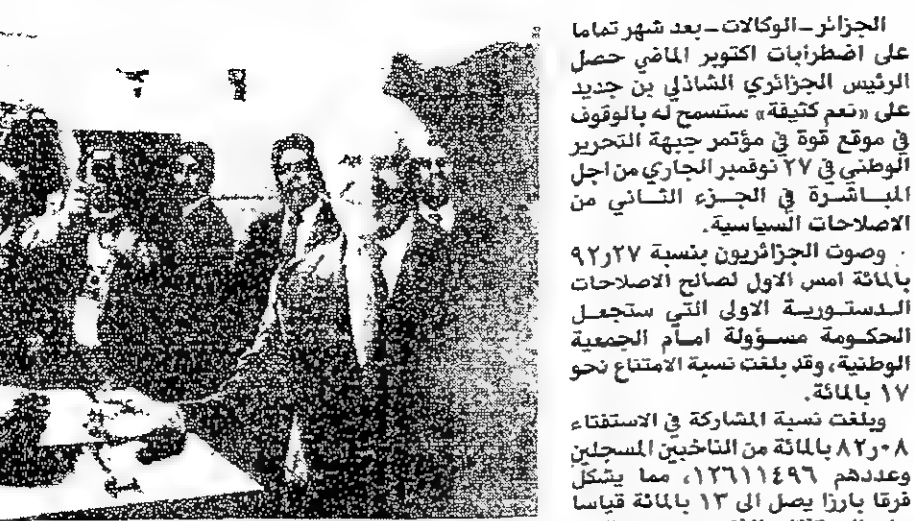 الجزائر ـ الوكالات ـ بعد شهر تماما
على اضطرابات اكتوبر الماضي حصل
الرئيس الجزائري الشاذلي بن جديد
على «نعم كثيفة» ستسمح له بالوقوف
في موقع قوة في مؤتمر جبهة التحرير
الوطني في ٢٧ نوفمبر الجاري من اجل
المباشرة في الجزء الثاني من
الاصلاحات السياسية.
وصوت الجزائريون بنسبة ٩٢٫٢٧
بالمائة امس الاول لصالح الاصلاحات
الدستورية الاولى التي ستجعل
الحكومة مسؤولة امام الجمعية
الوطنية، وقد بلغت نسبة الامتناع نحو
١٧ بالمائة.
وبلغت نسبة المشاركة في الاستفتاء
٨٢٫٠٨ بالمائة من الناخبين المسجلين
وعددهم ١٢٦١١٤٩٦، مما يشكل
فرقا بارزا يصل الى ١٣ بالمائة قياسا